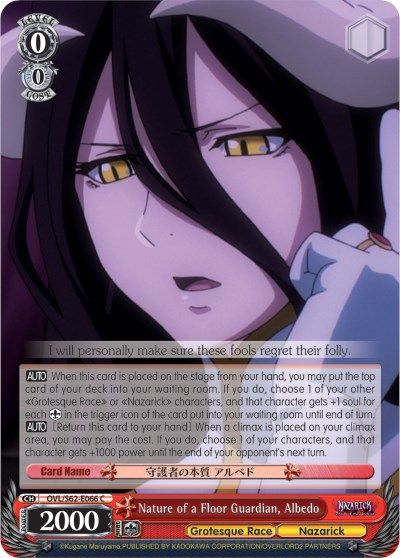 LEVEL
0
0
COST
I will personally make sure these fools regret their folly.
AUTO When this card is placed on the stage from your hand, you may put the top
card of your deck into your waiting room. If you do, choose 1 of your other
«Grotesque Race» or «Nazarick» characters, and that character gets +1 soul for
each in the trigger icon of the card put into your waiting room until end of turn.
AUTO [Return this card to your hand] When a climax is placed on your climax
area, you may pay the cost. If you do, choose 1 of your characters, and that
character gets +1000 power until the end of your opponent's next turn.
Card Name 守護者の本質 アルベド
CH OVL/S62-E066 C
Nature of a Floor Guardian, Albedo
NAZARICK
POWER 2000
Grotesque Race Nazarick
©Kugane Maruyama,PUBLISHED BY KADOKAWA CORPORATION/OVERLORD2 PARTNERS